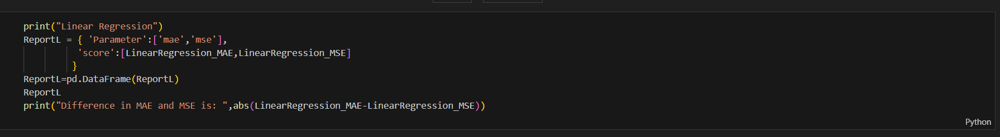 print("Linear Regression")
ReportL = { 'Parameter':['mae','mse'],
'score':[LinearRegression_MAE,LinearRegression_MSE]
}
ReportL=pd.DataFrame(ReportL)
ReportL
print("Difference in MAE and MSE is: ",abs(LinearRegression_MAE-LinearRegression_MSE))
Python